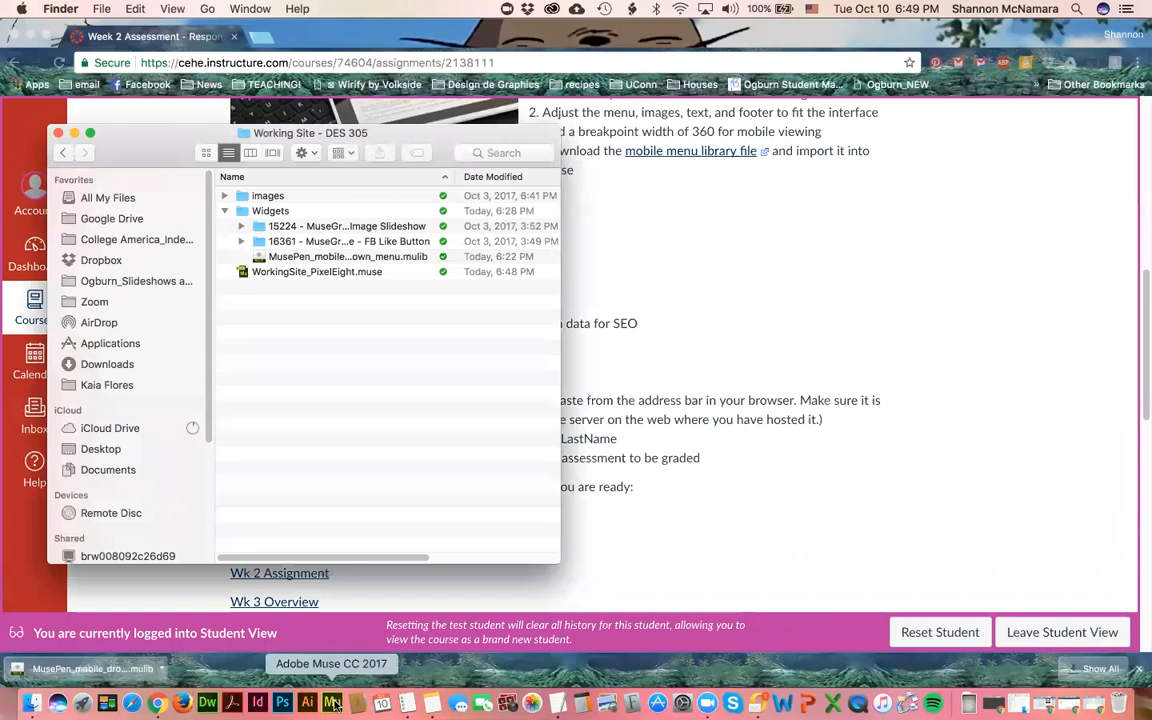 Finder File Edit View Go Window Help 100% Tue Oct 10 6:49 PM Shannon McNamara
Week 2 Assessment - Respon Shannon
Secure https://cehe.instructure.com/courses/74604/assignments/2138111
Apps email Facebook News TEACHING! Wirify by Volkside Design de Graphics recipes UConn Houses Ogburn Student Ma... Ogburn_NEW » Other Bookmarks
2. Adjust the menu, images, text, and footer to fit the interface
d a breakpoint width of 360 for mobile viewing
ownload the mobile menu library file and import it into
se
data for SEO
aste from the address bar in your browser. Make sure it is
e server on the web where you have hosted it.)
LastName
assessment to be graded
ou are ready:
Working Site - DES 305
Search
Favorites
All My Files
Google Drive
College America_Inde...
Dropbox
Ogburn_Slideshows a...
Zoom
AirDrop
Applications
Downloads
Kaia Flores
iCloud
iCloud Drive
Desktop
Documents
Devices
Remote Disc
Shared
brw008092c26d69
Name Date Modified
images Oct 3, 2017, 6:41 PM
Widgets Today, 6:28 PM
15224 - MuseGr...Image Slideshow Oct 3, 2017, 3:52 PM
16361 - MuseGr...e - FB Like Button Oct 3, 2017, 3:49 PM
MusePen_mobile...own_menu.mulib Today, 6:22 PM
WorkingSite_PixelEight.muse Today, 6:48 PM
Accou
Dashb
Cours
Calend
Inbox
Help
Wk 2 Assignment
Wk 3 Overview
You are currently logged into Student View
Resetting the test student will clear all history for this student, allowing you to
view the course as a brand new student.
Reset Student Leave Student View
MusePen_mobile_dro....mulib
Adobe Muse CC 2017
Show All
Dw Id Ps Ai Mu 10